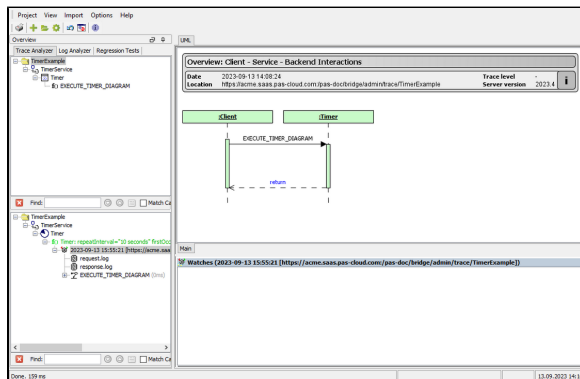 Project View Import Options Help
Overview
Trace Analyzer Log Analyzer Regression Tests
TimerExample
TimerService
Timer
EXECUTE_TIMER_DIAGRAM
Find: Match Ca
TimerExample
TimerService
Timer
Timer: repeatInterval="10 seconds" firstOcc
2023-09-13 15:55:21 [https://acme.saa
request.log
response.log
EXECUTE_TIMER_DIAGRAM (0ms)
Find: Match Ca
Done. 159 ms
UML
Overview: Client - Service - Backend Interactions
Date 2023-09-13 14:08:24 Trace level -
Location https://acme.saas.pas-cloud.com:/pas-doc/bridge/admin/trace/TimerExample Server version 2023.4
i
:Client :Timer
EXECUTE_TIMER_DIAGRAM
return
Main
Watches (2023-09-13 15:55:21 [https://acme.saas.pas-cloud.com:/pas-doc/bridge/admin/trace/TimerExample])
13.09.2023 14:1